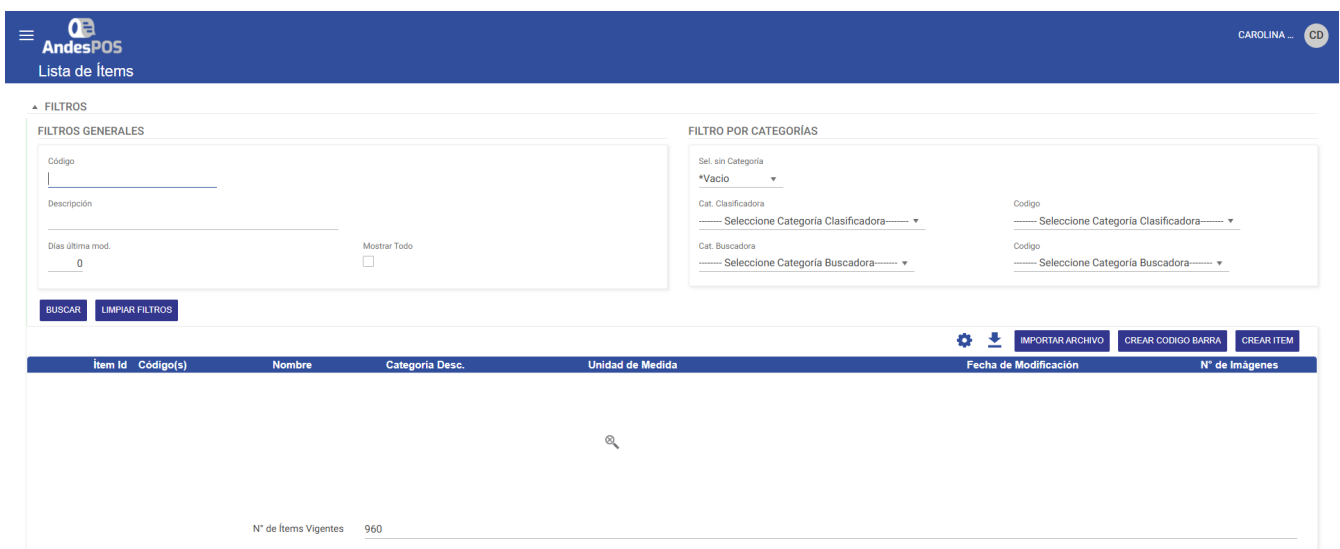 AndesPOS
CAROLINA ... CD
Lista de Ítems
FILTROS
FILTROS GENERALES
FILTRO POR CATEGORÍAS
Código
Sel. sin Categoría
*Vacio
Descripción
Cat. Clasificadora Codigo
-------- Seleccione Categoría Clasificadora-------- -------- Seleccione Categoría Clasificadora--------
Días última mod. Mostrar Todo
Cat. Buscadora Codigo
0
-------- Seleccione Categoría Buscadora-------- -------- Seleccione Categoría Buscadora--------
BUSCAR LIMPIAR FILTROS
IMPORTAR ARCHIVO CREAR CODIGO BARRA CREAR ITEM
Ítem Id Código(s) Nombre Categoría Desc. Unidad de Medida Fecha de Modificación N° de Imágenes
N° de Ítems Vigentes 960